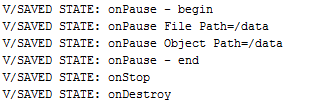 V/SAVED STATE: onPause - begin
V/SAVED STATE: onPause File Path=/data
V/SAVED STATE: onPause Object Path=/data
V/SAVED STATE: onPause - end
V/SAVED STATE: onStop
V/SAVED STATE: onDestroy